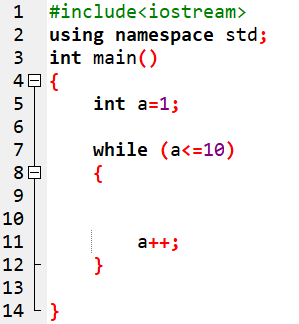 1 #include<iostream>
2 using namespace std;
3 int main()
4 {
5 int a=1;
6
7 while (a<=10)
8 {
9
10
11 a++;
12 }
13
14 }